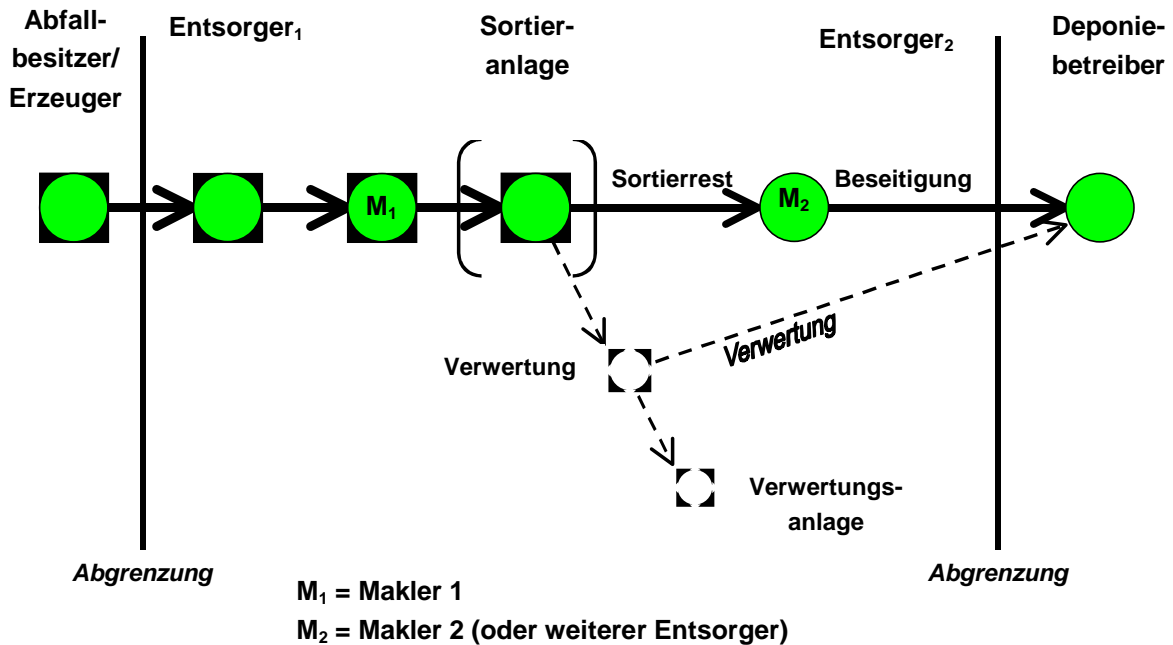 Abfall-
besitzer/
Erzeuger
Entsorger₁
Sortier-
anlage
Entsorger₂
Deponie-
betreiber
M₁
Sortierrest
M₂
Beseitigung
Verwertung
Verwertung
Verwertungs-
anlage
Abgrenzung
Abgrenzung
M₁ = Makler 1
M₂ = Makler 2 (oder weiterer Entsorger)